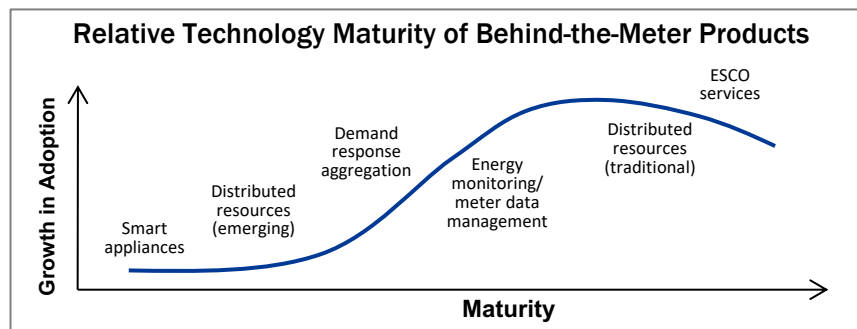 Relative Technology Maturity of Behind-the-Meter Products
Growth in Adoption
Smart
appliances
Distributed
resources
(emerging)
Demand
response
aggregation
Energy
monitoring/
meter data
management
Distributed
resources
(traditional)
ESCO
services
Maturity